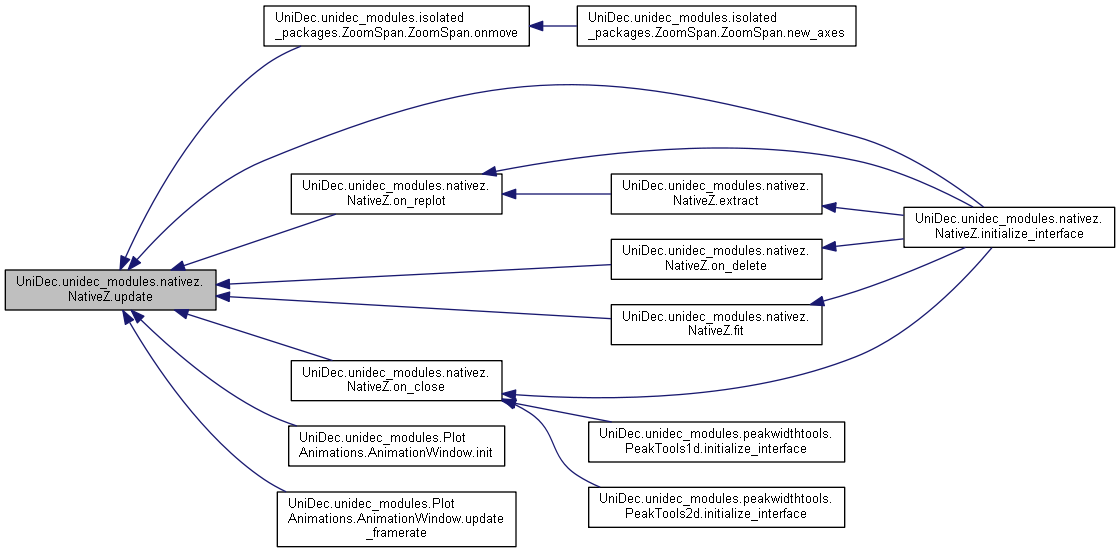 UniDec.unidec_modules.isolated
_packages.ZoomSpan.ZoomSpan.onmove
UniDec.unidec_modules.isolated
_packages.ZoomSpan.ZoomSpan.new_axes
UniDec.unidec_modules.nativez.
NativeZ.on_replot
UniDec.unidec_modules.nativez.
NativeZ.extract
UniDec.unidec_modules.nativez.
NativeZ.initialize_interface
UniDec.unidec_modules.nativez.
NativeZ.on_delete
UniDec.unidec_modules.nativez.
NativeZ.update
UniDec.unidec_modules.nativez.
NativeZ.fit
UniDec.unidec_modules.nativez.
NativeZ.on_close
UniDec.unidec_modules.Plot
Animations.AnimationWindow.init
UniDec.unidec_modules.peakwidthtools.
PeakTools1d.initialize_interface
UniDec.unidec_modules.peakwidthtools.
PeakTools2d.initialize_interface
UniDec.unidec_modules.Plot
Animations.AnimationWindow.update
_framerate